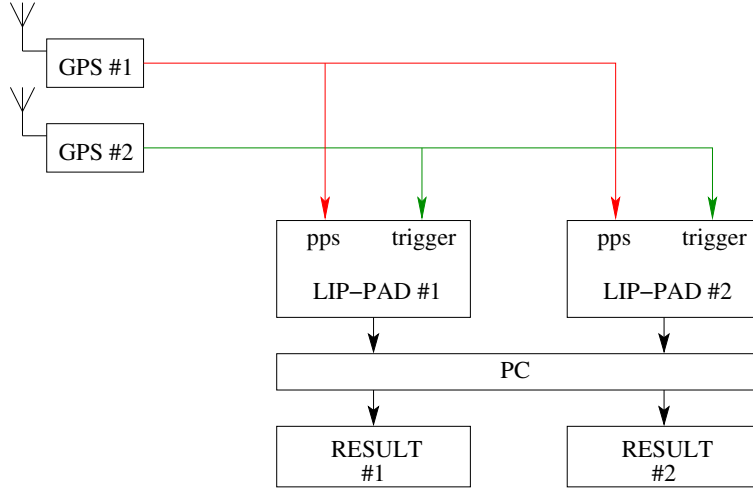 GPS #1
GPS #2
pps trigger
LIP−PAD #1
pps trigger
LIP−PAD #2
PC
RESULT
#1
RESULT
#2